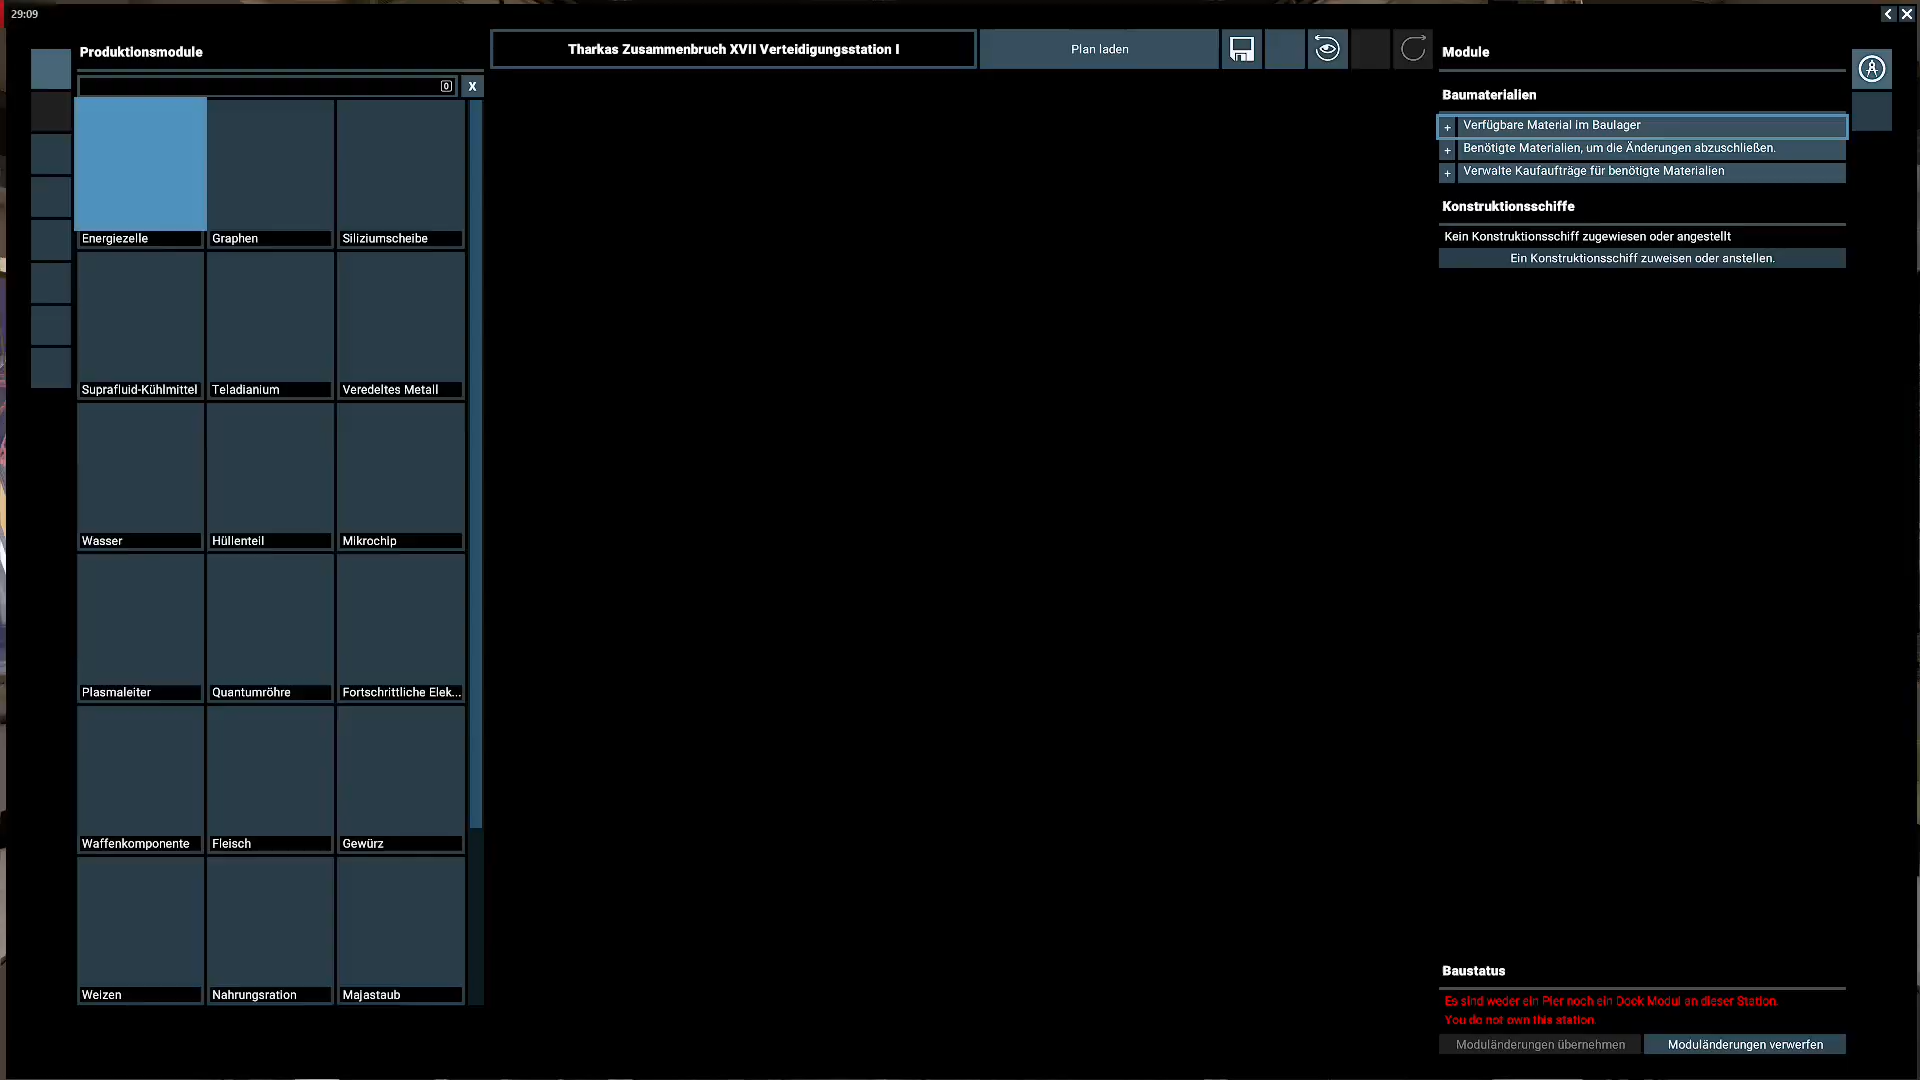 29:09
Produktionsmodule
0
X
Energiezelle
Graphen
Siliziumscheibe
Suprafluid-Kühlmittel
Teladianium
Veredeltes Metall
Wasser
Hüllenteil
Mikrochip
Plasmaleiter
Quantumröhre
Fortschrittliche Elek...
Waffenkomponente
Fleisch
Gewürz
Weizen
Nahrungsration
Majastaub
Tharkas Zusammenbruch XVII Verteidigungsstation I
Plan laden
Module
Baumaterialien
+ Verfügbare Material im Baulager
+ Benötigte Materialien, um die Änderungen abzuschließen.
+ Verwalte Kaufaufträge für benötigte Materialien
Konstruktionsschiffe
Kein Konstruktionsschiff zugewiesen oder angestellt
Ein Konstruktionsschiff zuweisen oder anstellen.
Baustatus
Es sind weder ein Pier noch ein Dock Modul an dieser Station.
You do not own this station
Moduländerungen übernehmen
Moduländerungen verwerfen